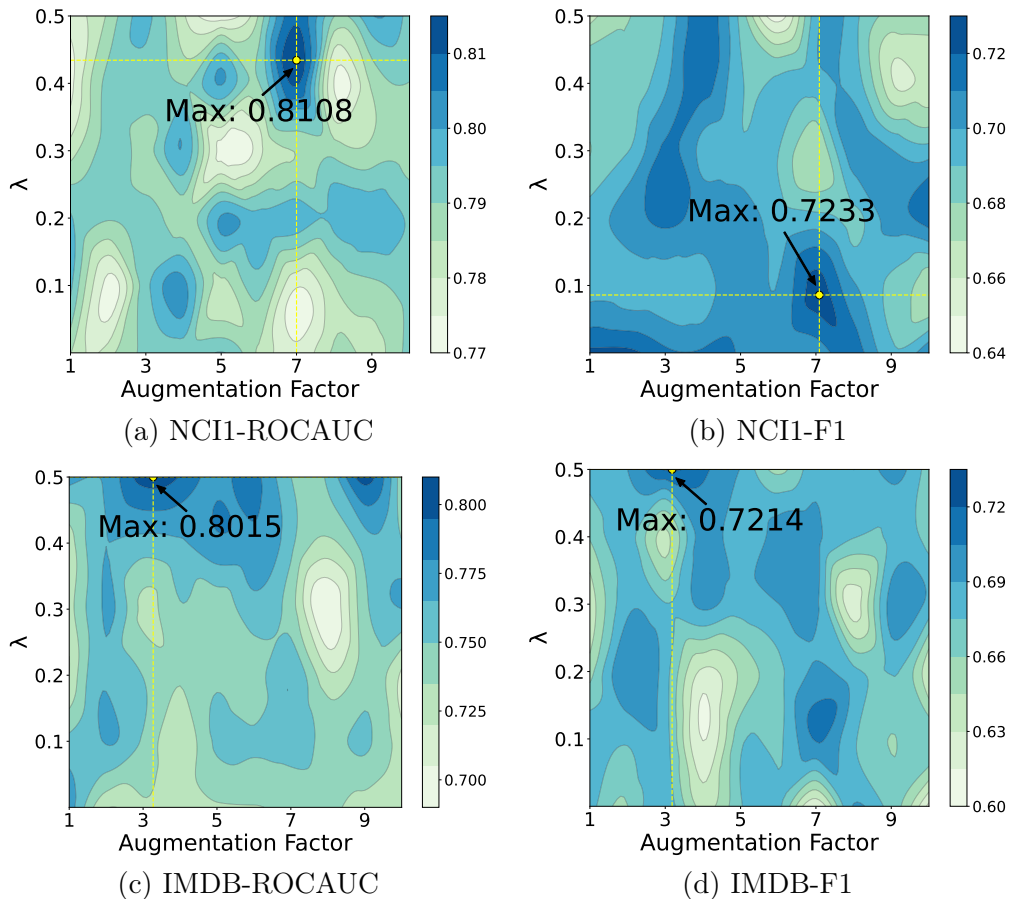 0.5
0.4
0.3
0.2
0.1
λ
Max: 0.8108
1 3 5 7 9
Augmentation Factor
0.81
0.80
0.79
0.78
0.77
(a) NCI1-ROCAUC
0.5
0.4
0.3
0.2
0.1
λ
Max: 0.7233
1 3 5 7 9
Augmentation Factor
0.72
0.70
0.68
0.66
0.64
(b) NCI1-F1
0.5
0.4
0.3
0.2
0.1
λ
Max: 0.8015
1 3 5 7 9
Augmentation Factor
0.800
0.775
0.750
0.725
0.700
(c) IMDB-ROCAUC
0.5
0.4
0.3
0.2
0.1
λ
Max: 0.7214
1 3 5 7 9
Augmentation Factor
0.72
0.69
0.66
0.63
0.60
(d) IMDB-F1